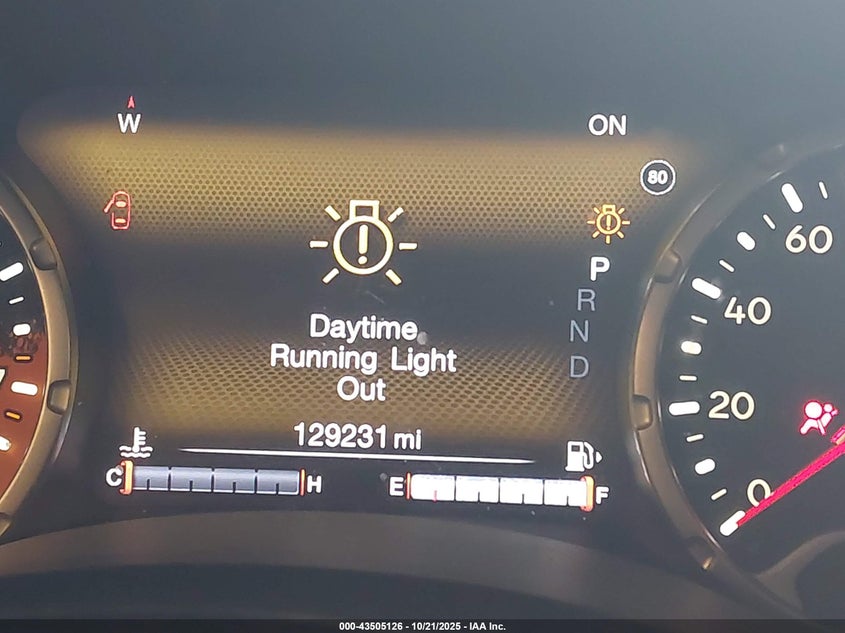 W
ON
80
P
R
N
D
Daytime
Running Light
Out
129231 mi
C H
E F
60
40
20
0
000-43505126 - 10/21/2025 - IAA Inc.